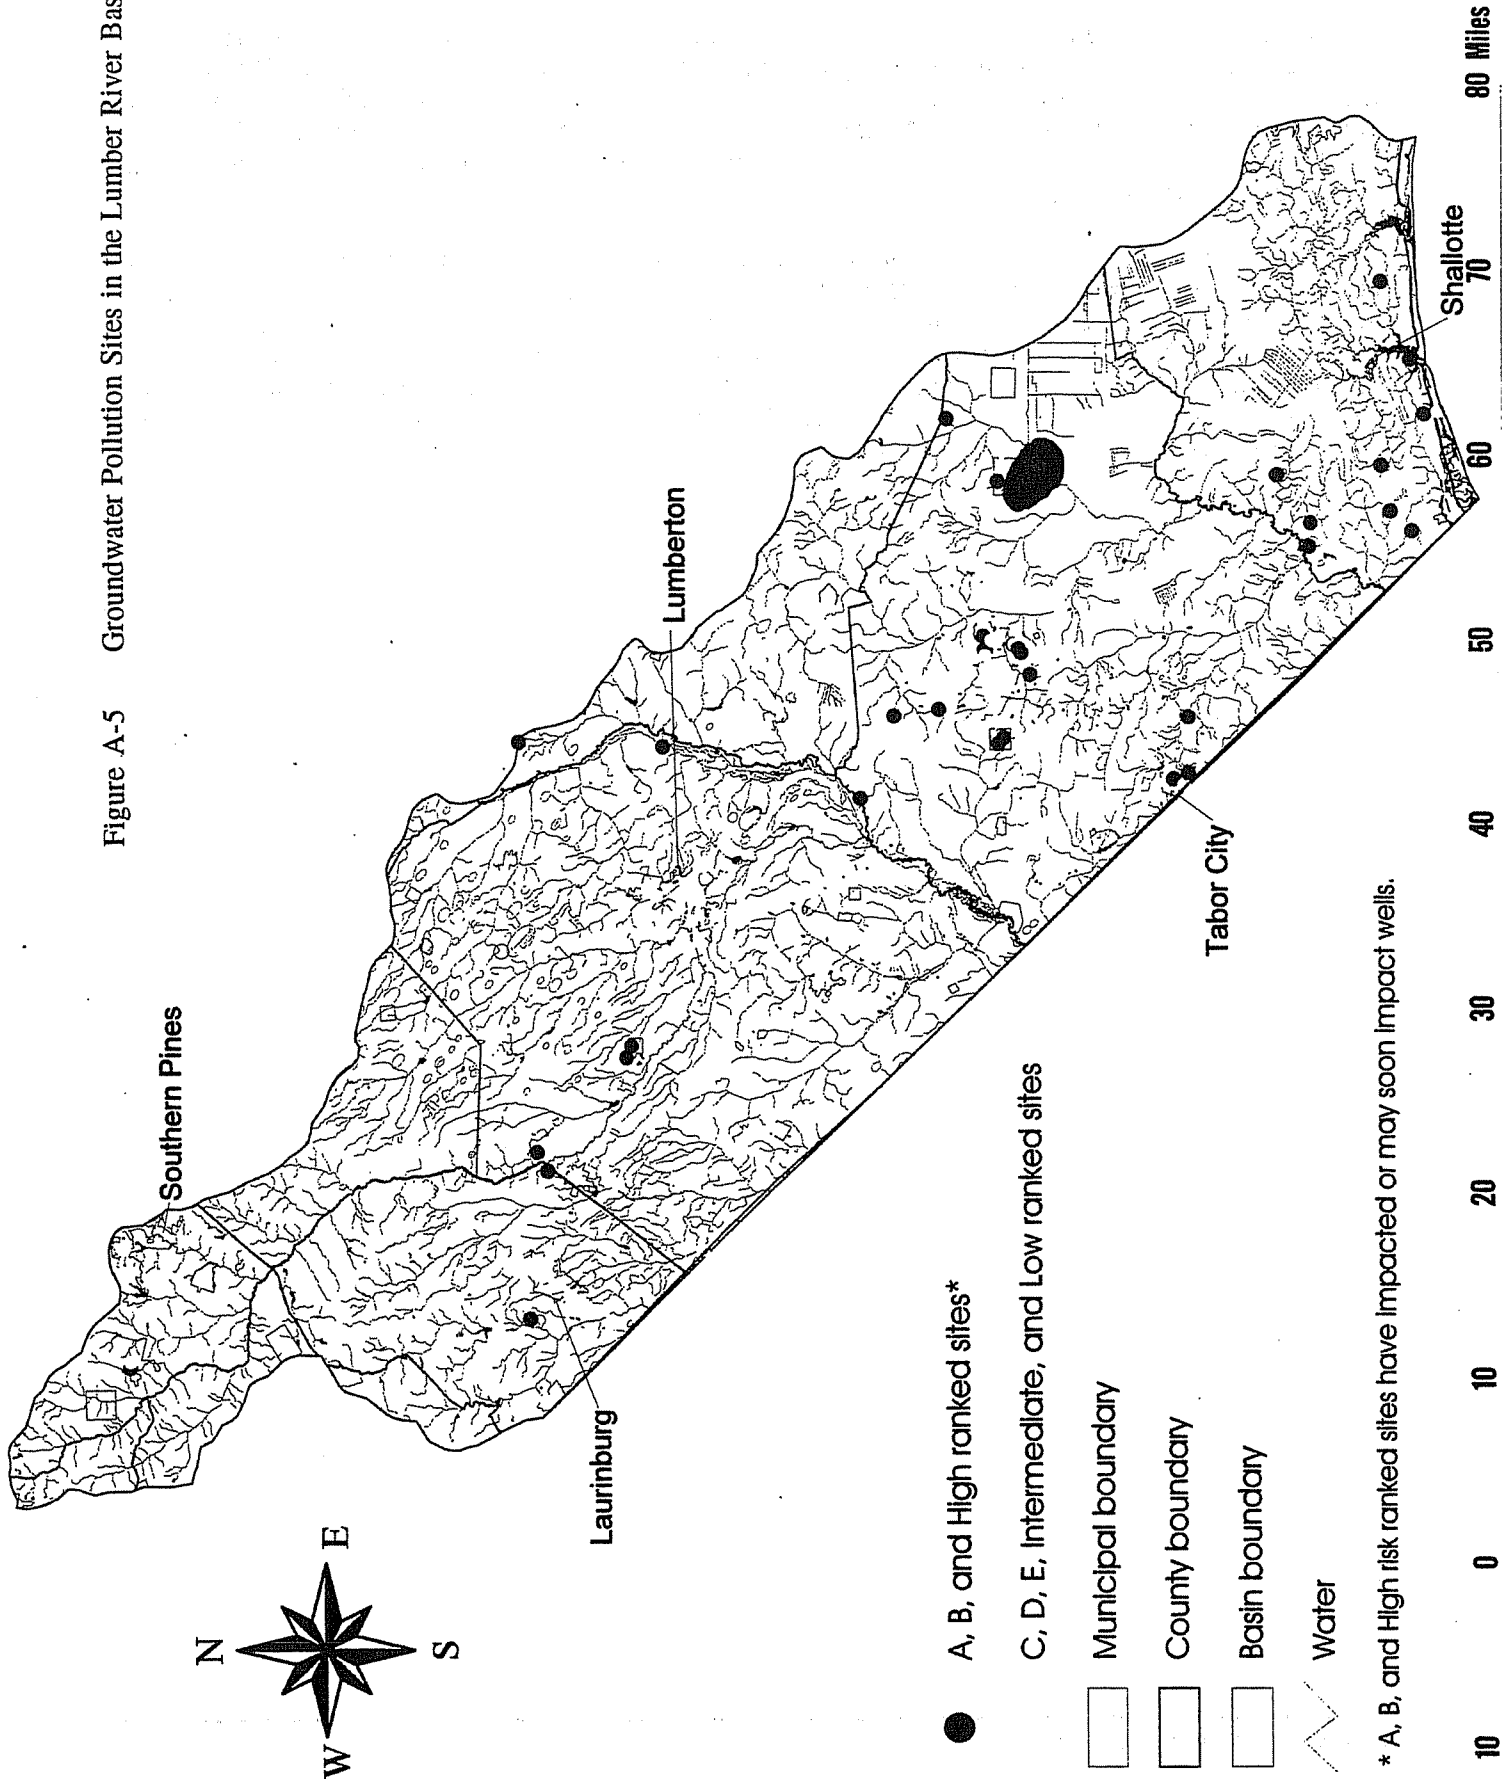 Figure A-5 Groundwater Pollution Sites in the Lumber River Bas
Southern Pines
Lumberton
Laurinburg
Tabor City
Shallotte
N
W E
S
A, B, and High ranked sites*
C, D, E, Intermediate, and Low ranked sites
Municipal boundary
County boundary
Basin boundary
Water
* A, B, and High risk ranked sites have impacted or may soon impact wells.
10 0 10 20 30 40 50 60 70 80 Miles